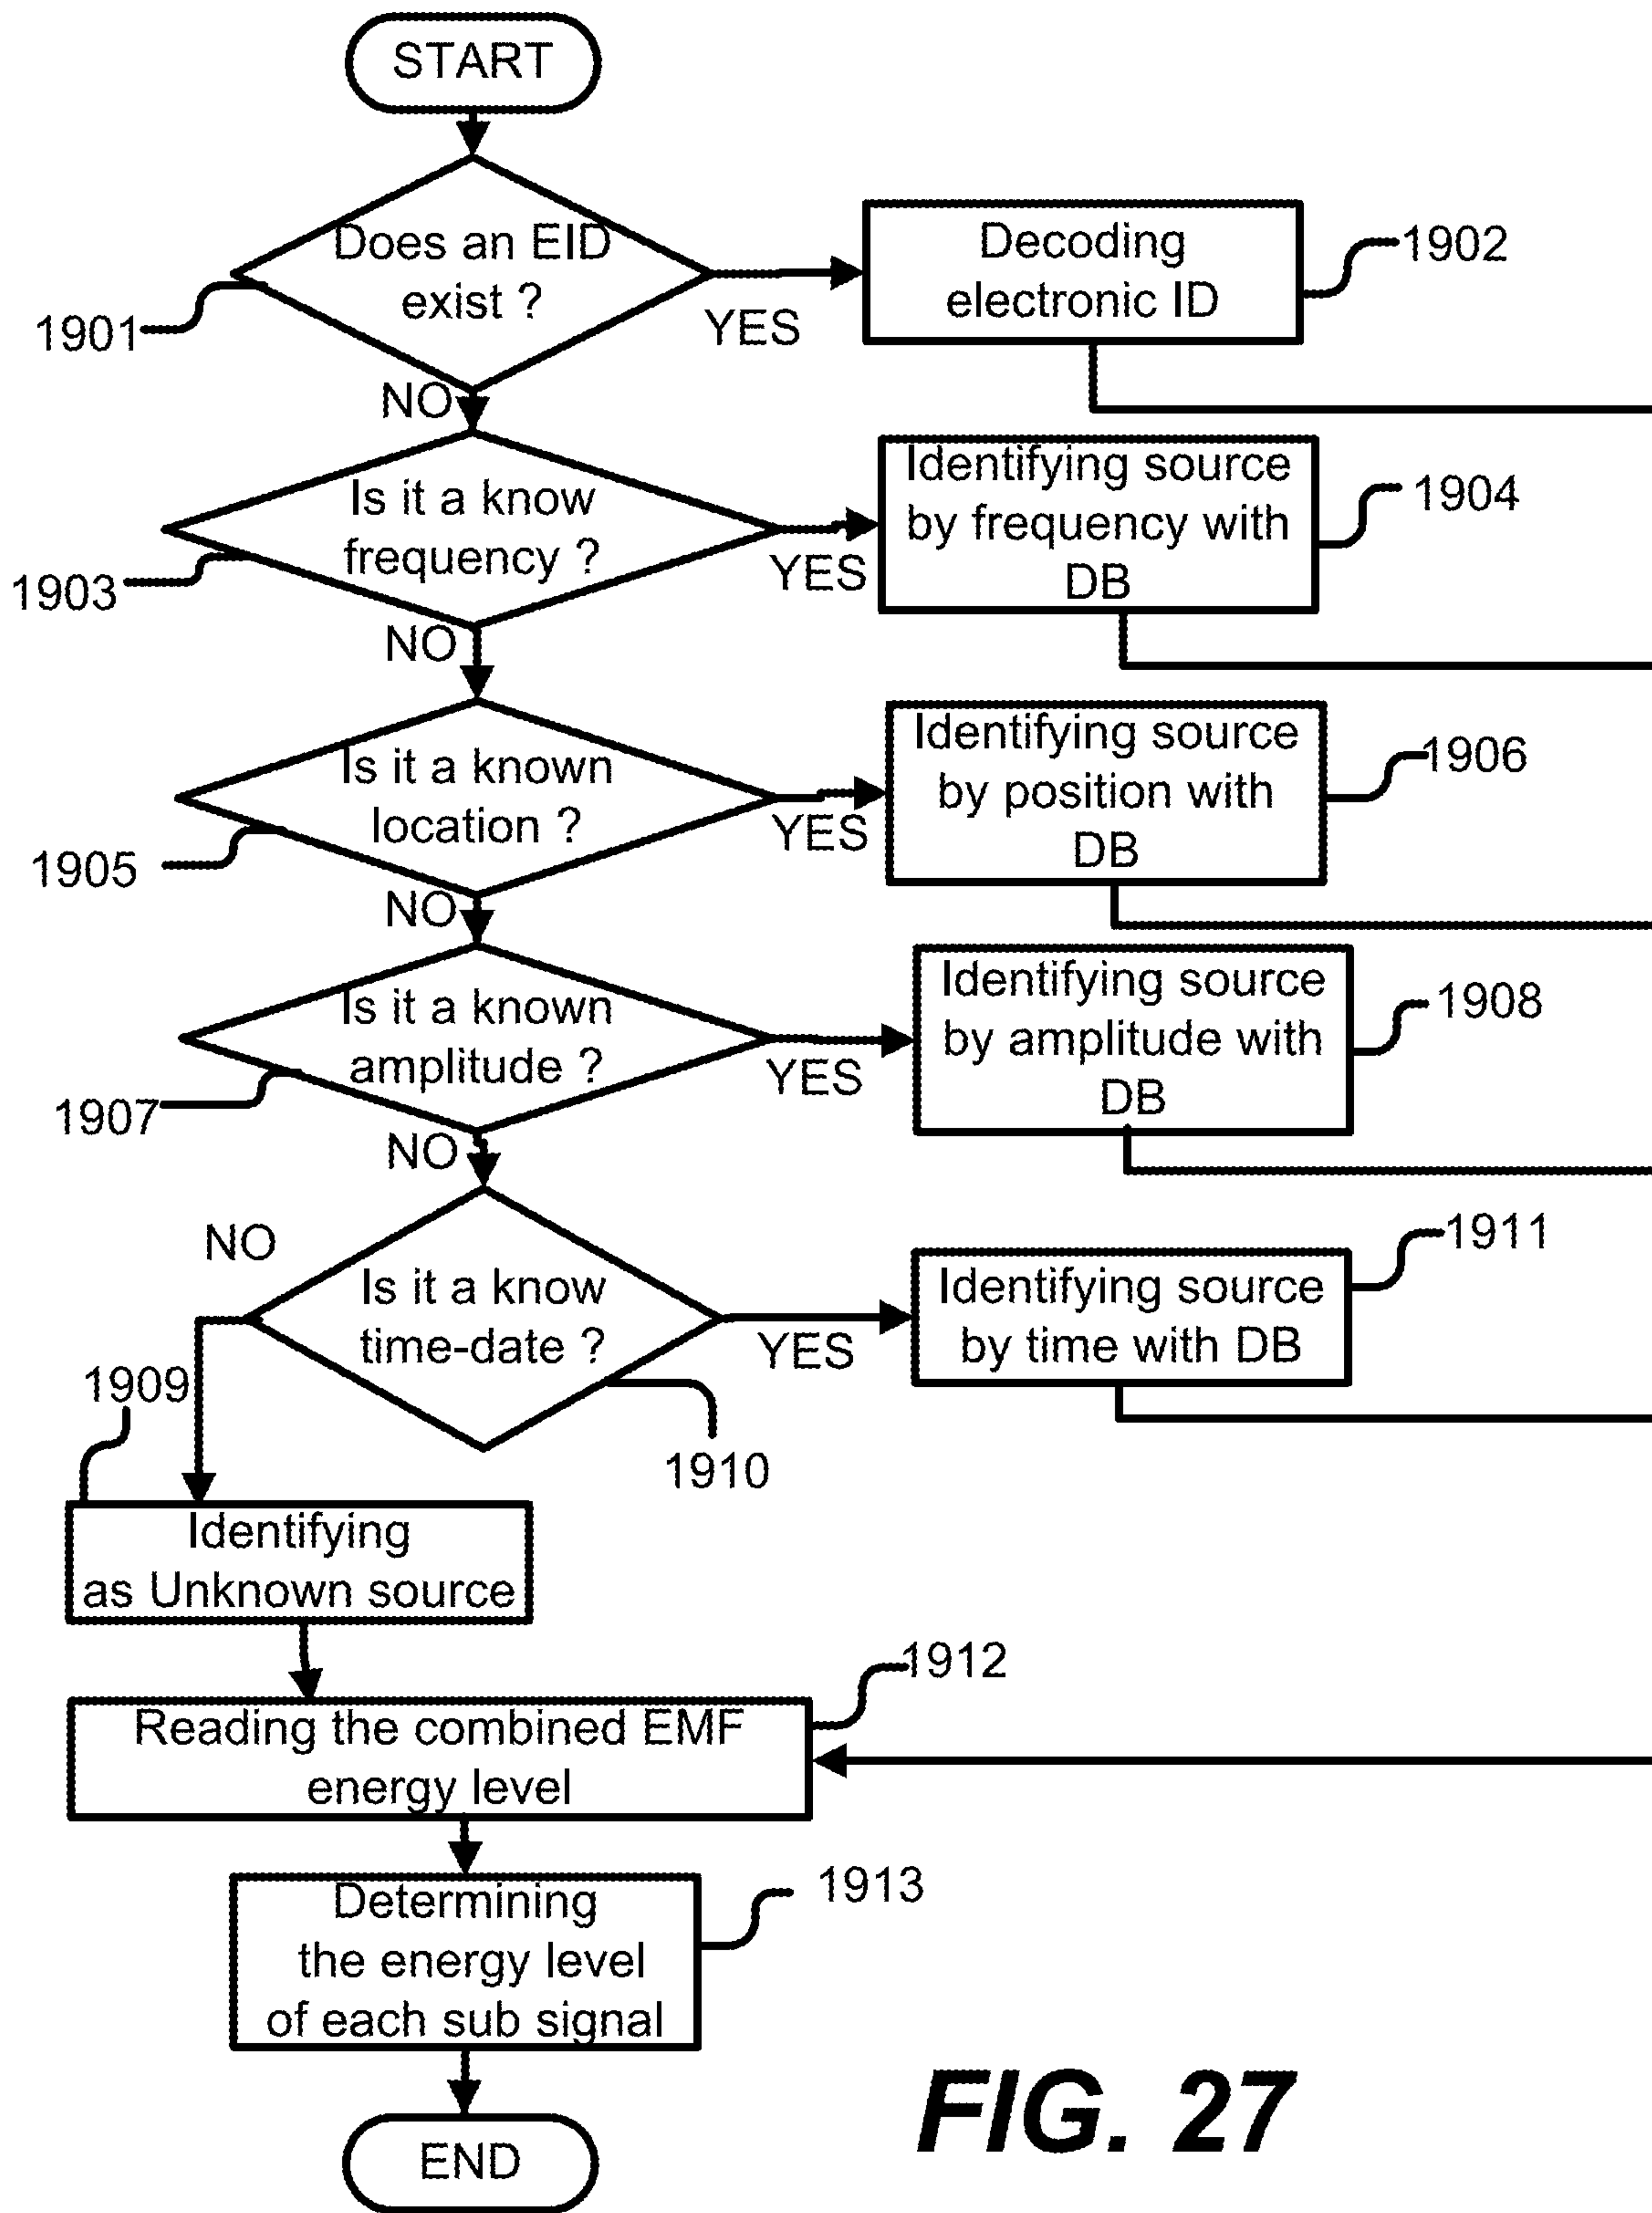 START
Does an EID
exist ?
1901
YES
Decoding
electronic ID
1902
NO
Is it a know
frequency ?
1903
YES
Identifying source
by frequency with
DB
1904
NO
Is it a known
location ?
1905
YES
Identifying source
by position with
DB
1906
NO
Is it a known
amplitude ?
1907
YES
Identifying source
by amplitude with
DB
1908
NO
NO
Is it a know
time-date ?
1910
YES
Identifying source
by time with DB
1911
1909
Identifying
as Unknown source
Reading the combined EMF
energy level
1912
Determining
the energy level
of each sub signal
1913
END
FIG. 27